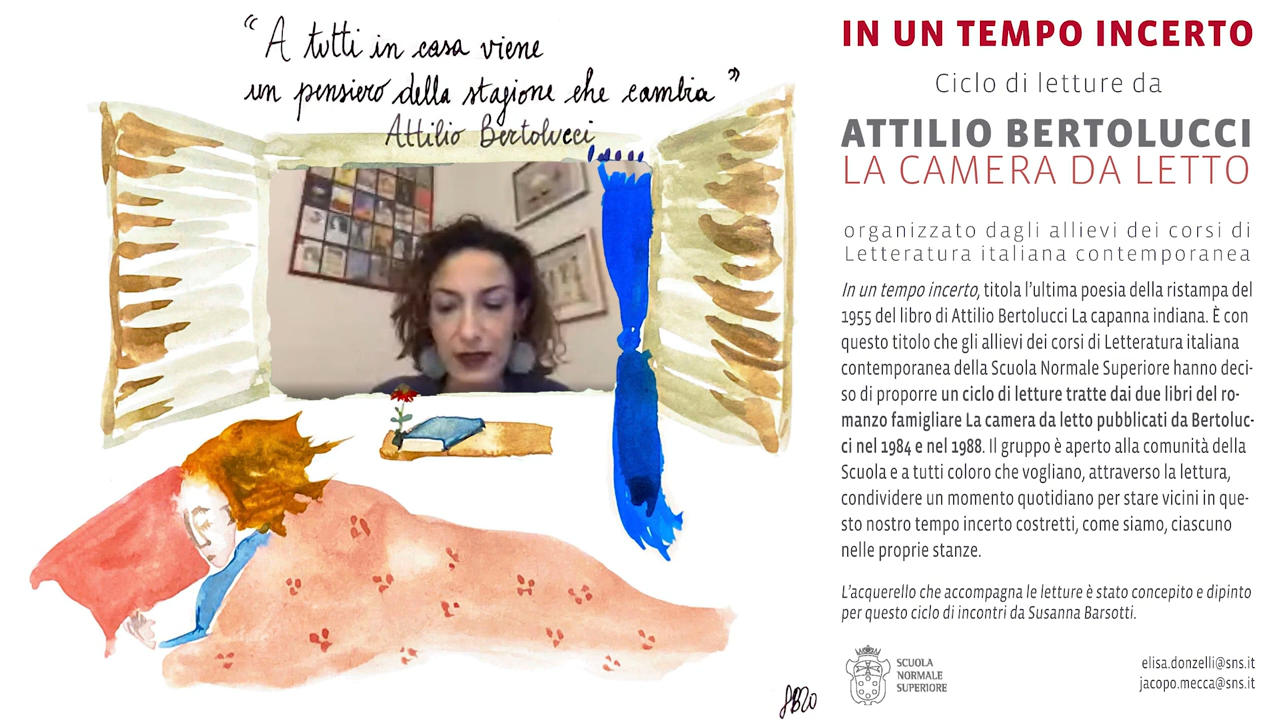 “A tutti in casa viene
un pensiero della stagione che cambia”
Attilio Bertolucci
IN UN TEMPO INCERTO
Ciclo di letture da
ATTILIO BERTOLUCCI
LA CAMERA DA LETTO
organizzato dagli allievi dei corsi di
Letteratura italiana contemporanea
In un tempo incerto, titola l’ultima poesia della ristampa del
1955 del libro di Attilio Bertolucci La capanna indiana. È con
questo titolo che gli allievi dei corsi di Letteratura italiana
contemporanea della Scuola Normale Superiore hanno deci-
so di proporre un ciclo di letture tratte dai due libri del ro-
manzo famigliare La camera da letto pubblicati da Bertoluc-
ci nel 1984 e nel 1988. Il gruppo è aperto alla comunità della
Scuola e a tutti coloro che vogliano, attraverso la lettura,
condividere un momento quotidiano per stare vicini in que-
sto nostro tempo incerto costretti, come siamo, ciascuno
nelle proprie stanze.
L’acquerello che accompagna le letture è stato concepito e dipinto
per questo ciclo di incontri da Susanna Barsotti.
SCUOLA
NORMALE
SUPERIORE
elisa.donzelli@sns.it
jacopo.mecca@sns.it
SB20